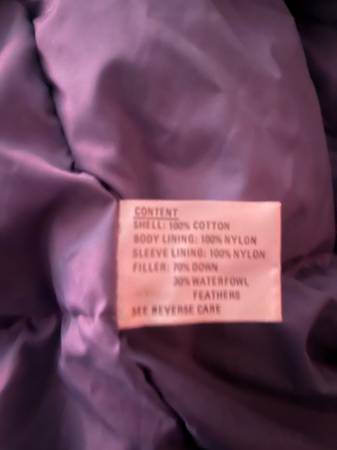 CONTENT
SHELL: 100% COTTON
BODY LINING: 100% NYLON
SLEEVE LINING: 100% NYLON
FILLER: 70% DOWN
30% WATERFOWL
FEATHERS
SEE REVERSE CARE